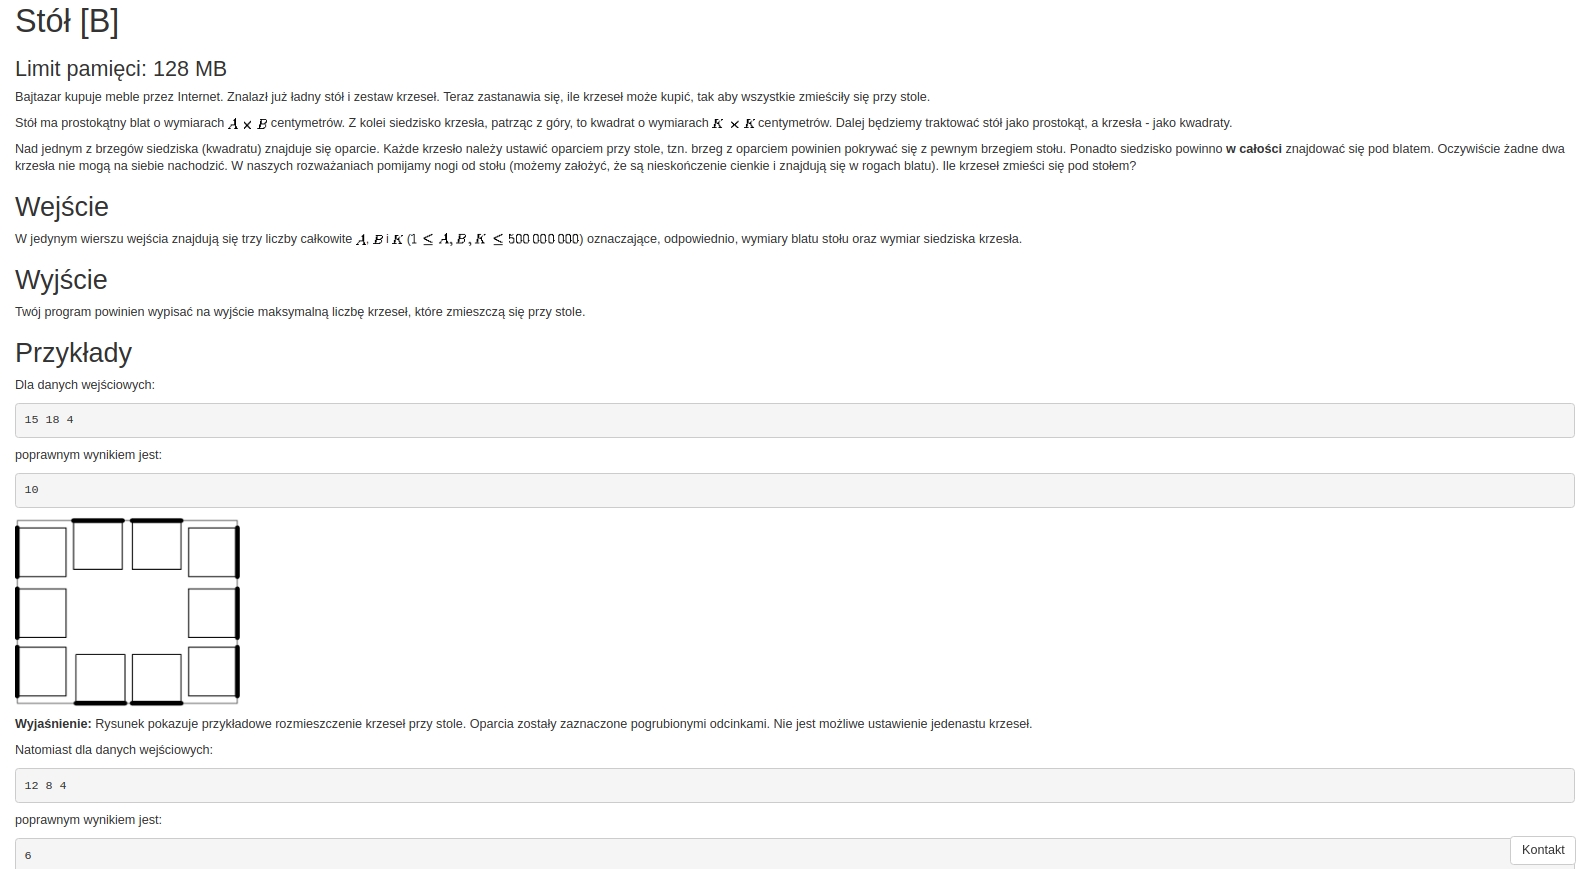 Stół [B]
Limit pamięci: 128 MB
Bajtazar kupuje meble przez Internet. Znalazł już ładny stół i zestaw krzeseł. Teraz zastanawia się, ile krzeseł może kupić, tak aby wszystkie zmieściły się przy stole.
Stół ma prostokątny blat o wymiarach A × B centymetrów. Z kolei siedzisko krzesła, patrząc z góry, to kwadrat o wymiarach K × K centymetrów. Dalej będziemy traktować stół jako prostokąt, a krzesła - jako kwadraty.
Nad jednym z brzegów siedziska (kwadratu) znajduje się oparcie. Każde krzesło należy ustawić oparciem przy stole, tzn. brzeg z oparciem powinien pokrywać się z pewnym brzegiem stołu. Ponadto siedzisko powinno w całości znajdować się pod blatem. Oczywiście żadne dwa
krzesła nie mogą na siebie nachodzić. W naszych rozważaniach pomijamy nogi od stołu (możemy założyć, że są nieskończenie cienkie i znajdują się w rogach blatu). Ile krzeseł zmieści się pod stołem?
Wejście
W jedynym wierszu wejścia znajdują się trzy liczby całkowite A, B i K (1 ≤ A, B, K ≤ 500 000 000) oznaczające, odpowiednio, wymiary blatu stołu oraz wymiar siedziska krzesła.
Wyjście
Twój program powinien wypisać na wyjście maksymalną liczbę krzeseł, które zmieszczą się przy stole.
Przykłady
Dla danych wejściowych:
15 18 4
poprawnym wynikiem jest:
10
Wyjaśnienie: Rysunek pokazuje przykładowe rozmieszczenie krzeseł przy stole. Oparcia zostały zaznaczone pogrubionymi odcinkami. Nie jest możliwe ustawienie jedenastu krzeseł.
Natomiast dla danych wejściowych:
12 8 4
poprawnym wynikiem jest:
6
Kontakt